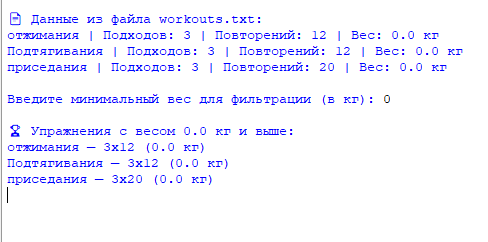 📄 Данные из файла workouts.txt:
отжимания | Подходов: 3 | Повторений: 12 | Вес: 0.0 кг
Подтягивания | Подходов: 3 | Повторений: 12 | Вес: 0.0 кг
приседания | Подходов: 3 | Повторений: 20 | Вес: 0.0 кг
Введите минимальный вес для фильтрации (в кг): 0
🏆 Упражнения с весом 0.0 кг и выше:
отжимания — 3x12 (0.0 кг)
Подтягивания — 3x12 (0.0 кг)
приседания — 3x20 (0.0 кг)